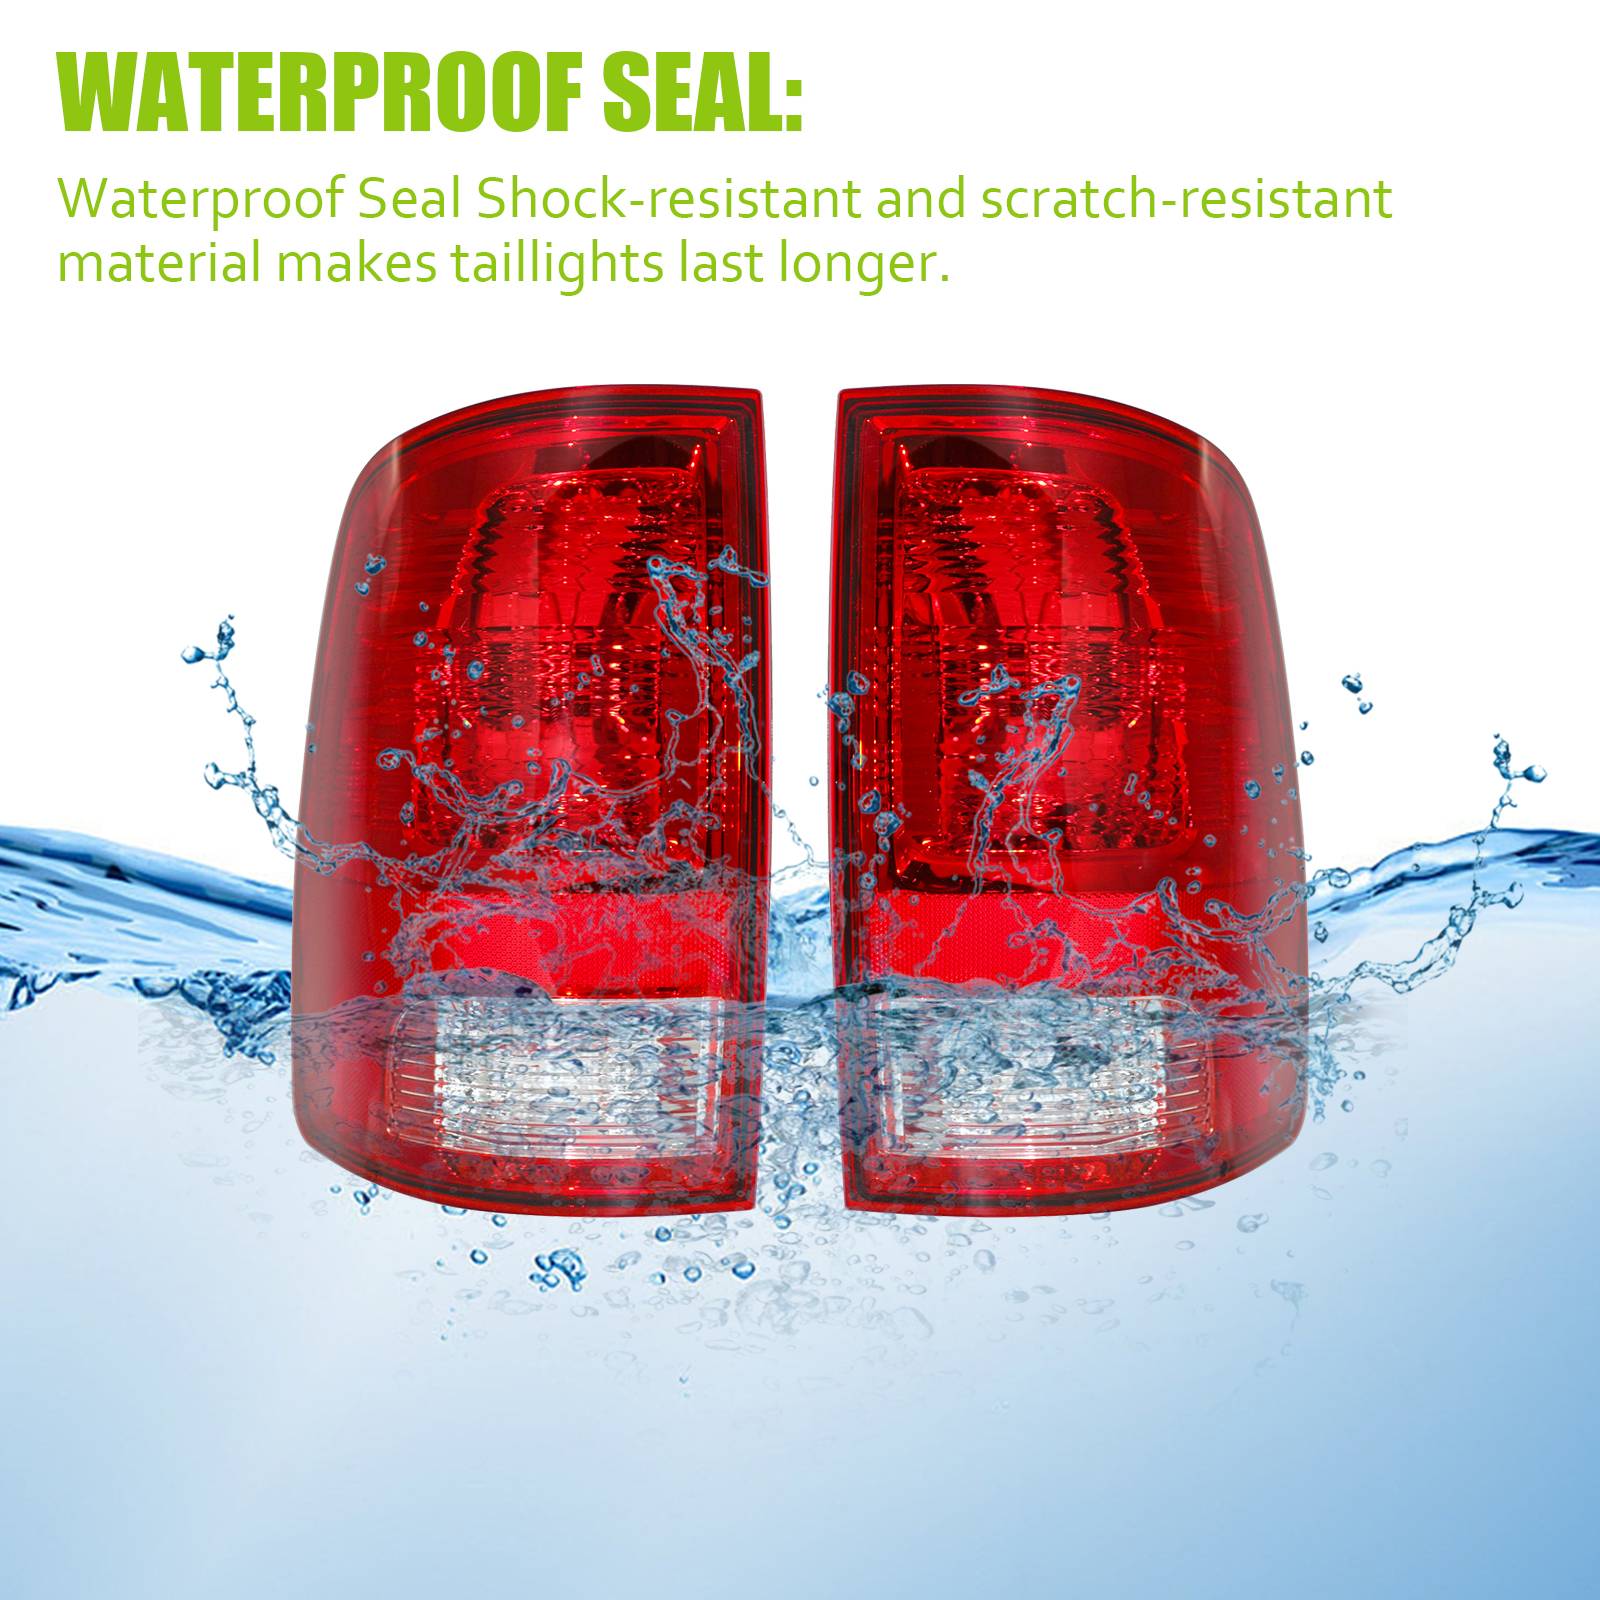 WATERPROOF SEAL:
Waterproof Seal Shock-resistant and scratch-resistant
material makes taillights last longer.